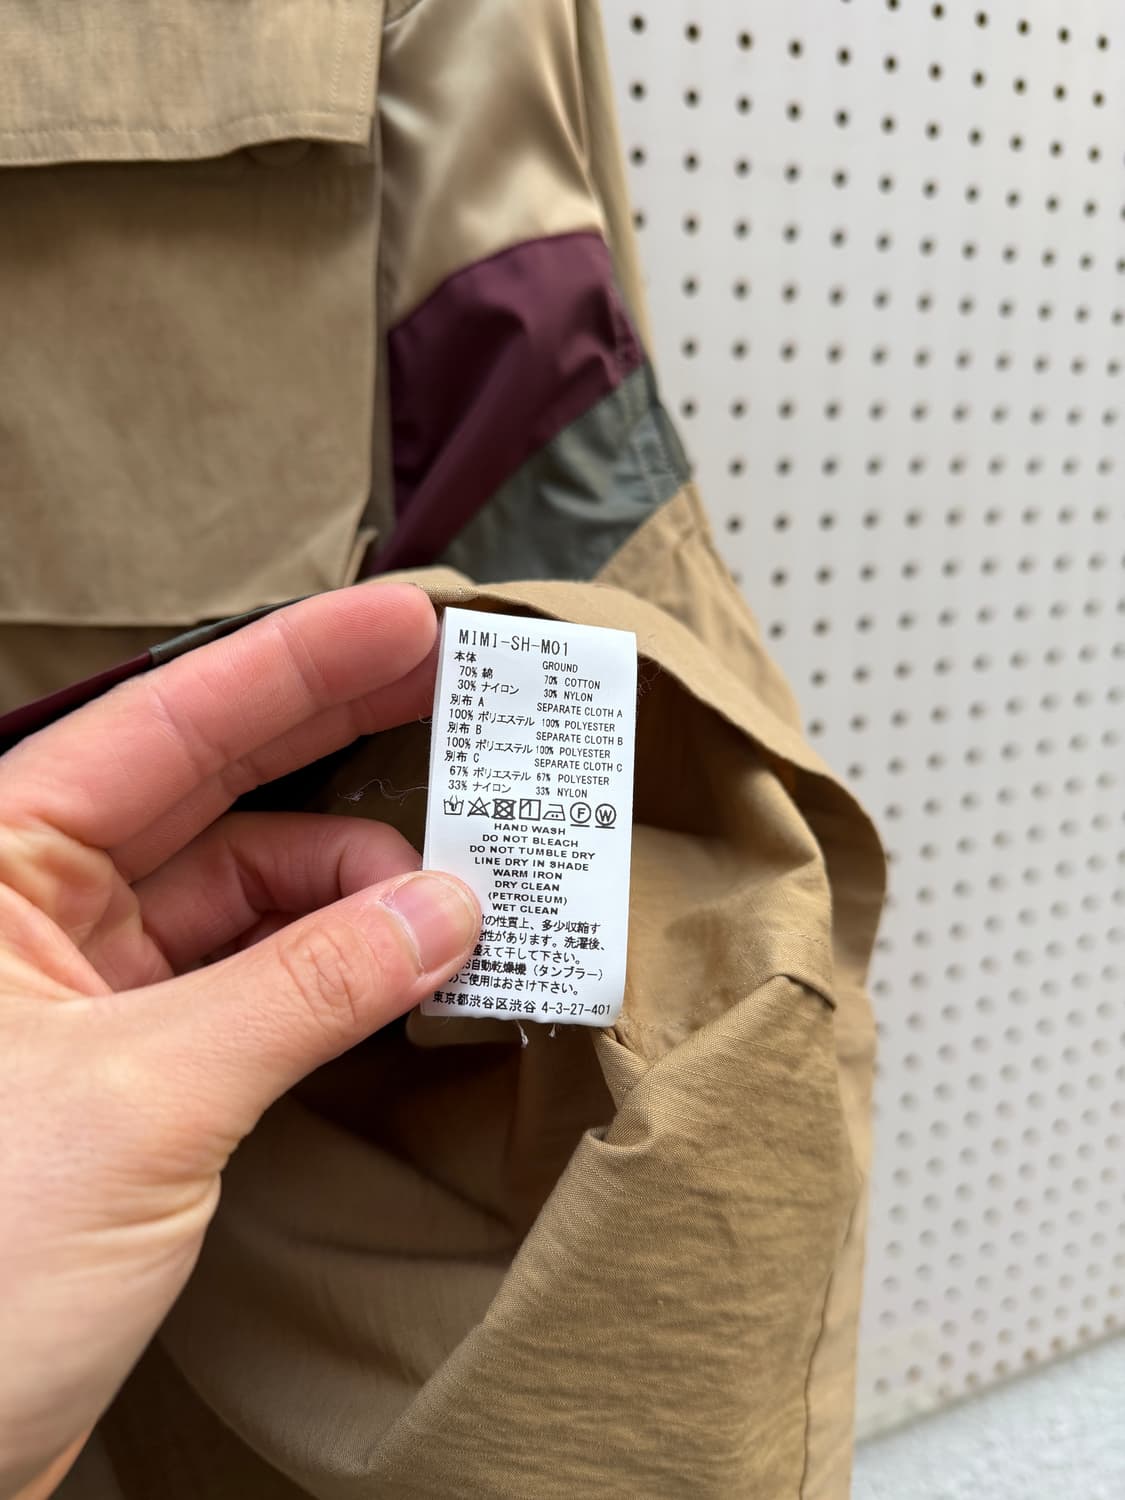 MIMI-SH-M01
本体 GROUND
70% 綿 70% COTTON
30% ナイロン 30% NYLON
別布 A SEPARATE CLOTH A
100% ポリエステル 100% POLYESTER
別布 B SEPARATE CLOTH B
100% ポリエステル 100% POLYESTER
別布 C SEPARATE CLOTH C
67% ポリエステル 67% POLYESTER
33% ナイロン 33% NYLON
F W
HAND WASH
DO NOT BLEACH
DO NOT TUMBLE DRY
LINE DRY IN SHADE
WARM IRON
DRY CLEAN
(PETROLEUM)
WET CLEAN
の性質上、多少収縮す
性があります。洗濯後、
えて干して下さい。
自動乾燥機（タンブラー）
のご使用はおさけ下さい。
東京都渋谷区渋谷 4-3-27-401